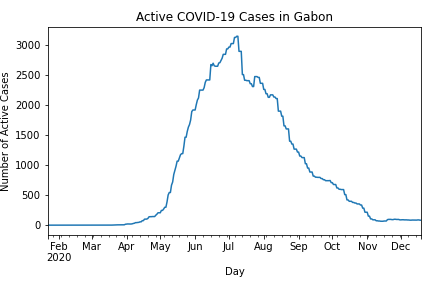 Active COVID-19 Cases in Gabon
Number of Active Cases
3000
2500
2000
1500
1000
500
0
Feb Mar Apr May Jun Jul Aug Sep Oct Nov Dec
2020
Day